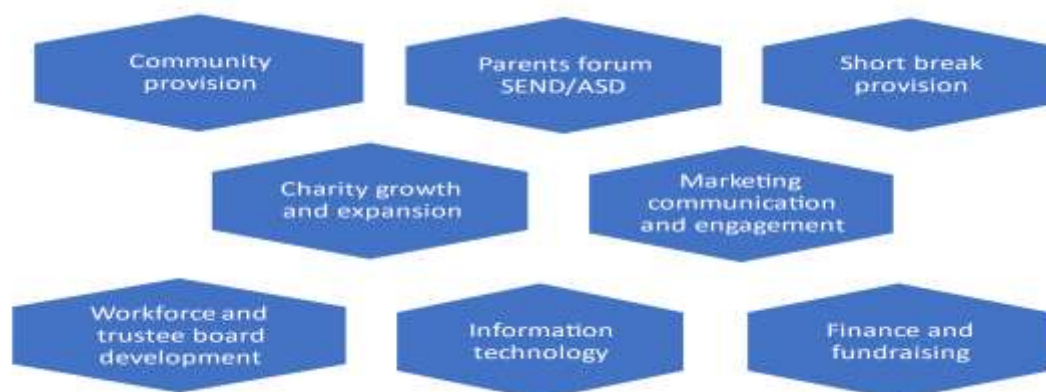 Community
provision
Parents forum
SEND/ASD
Short break
provision
Charity growth
and expansion
Marketing
communication
and engagement
Workforce and
trustee board
development
Information
technology
Finance and
fundraising